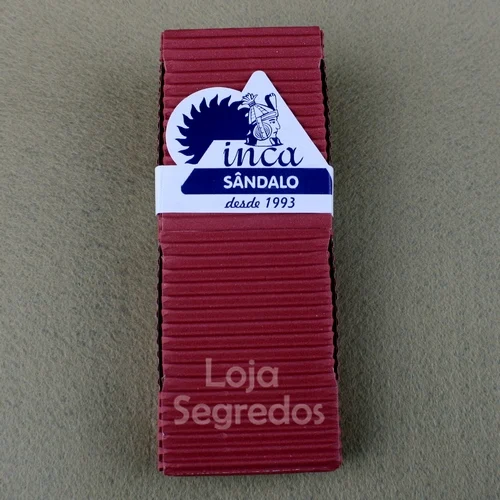 inca
SÂNDALO
desde 1993
Loja
Segredos